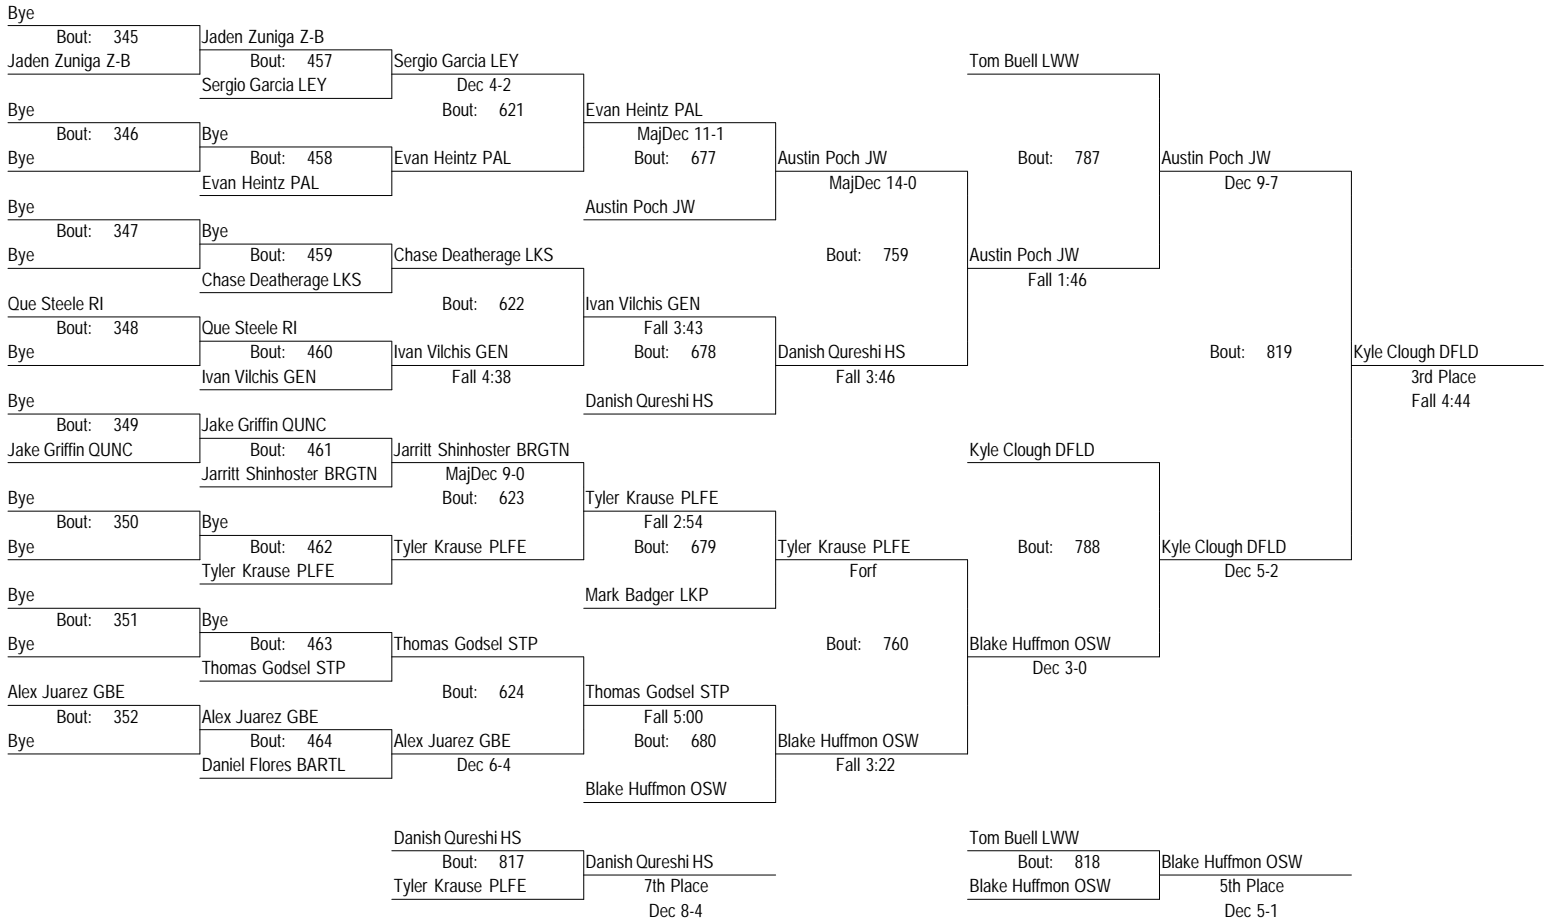 Bye
Bout: 345 Jaden Zuniga Z-B
Jaden Zuniga Z-B Bout: 457 Sergio Garcia LEY Tom Buell LWW
Sergio Garcia LEY Dec 4-2
Bye Bout: 621 Evan Heintz PAL
Bout: 346 Bye MajDec 11-1
Bye Bout: 458 Evan Heintz PAL Bout: 677 Austin Poch JW Bout: 787 Austin Poch JW
Evan Heintz PAL MajDec 14-0 Dec 9-7
Bye Austin Poch JW
Bout: 347 Bye
Bye Bout: 459 Chase Deatherage LKS Bout: 759 Austin Poch JW
Chase Deatherage LKS Fall 1:46
Que Steele RI Bout: 622 Ivan Vilchis GEN
Bout: 348 Que Steele RI Fall 3:43
Bye Bout: 460 Ivan Vilchis GEN Bout: 678 Danish Qureshi HS Bout: 819 Kyle Clough DFLD
Ivan Vilchis GEN Fall 4:38 Fall 3:46 3rd Place
Bye Danish Qureshi HS Fall 4:44
Bout: 349 Jake Griffin QUNC
Jake Griffin QUNC Bout: 461 Jarritt Shinhoster BRGTN Kyle Clough DFLD
Jarritt Shinhoster BRGTN MajDec 9-0
Bye Bout: 623 Tyler Krause PLFE
Bout: 350 Bye Fall 2:54
Bye Bout: 462 Tyler Krause PLFE Bout: 679 Tyler Krause PLFE Bout: 788 Kyle Clough DFLD
Tyler Krause PLFE Forf Dec 5-2
Bye Mark Badger LKP
Bout: 351 Bye
Bye Bout: 463 Thomas Godsel STP Bout: 760 Blake Huffmon OSW
Thomas Godsel STP Dec 3-0
Alex Juarez GBE Bout: 624 Thomas Godsel STP
Bout: 352 Alex Juarez GBE Fall 5:00
Bye Bout: 464 Alex Juarez GBE Bout: 680 Blake Huffmon OSW
Daniel Flores BARTL Dec 6-4 Fall 3:22
Blake Huffmon OSW
Danish Qureshi HS Tom Buell LWW
Bout: 817 Danish Qureshi HS Bout: 818 Blake Huffmon OSW
Tyler Krause PLFE 7th Place Blake Huffmon OSW 5th Place
Dec 8-4 Dec 5-1